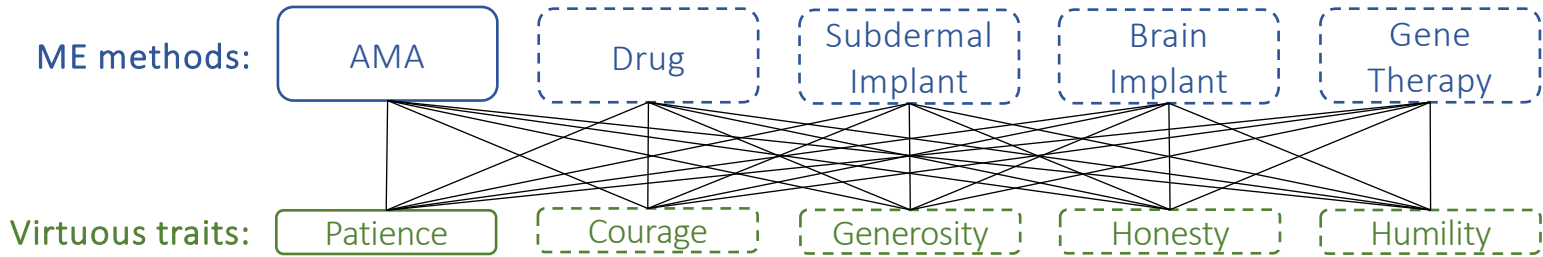 ME methods:
AMA
Drug
Subdermal
Implant
Brain
Implant
Gene
Therapy
Virtuous traits:
Patience
Courage
Generosity
Honesty
Humility